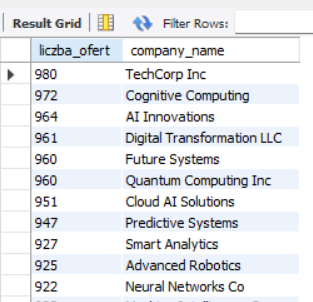 Result Grid Filter Rows:
liczba_ofert company_name
980 TechCorp Inc
972 Cognitive Computing
964 AI Innovations
961 Digital Transformation LLC
960 Future Systems
960 Quantum Computing Inc
951 Cloud AI Solutions
947 Predictive Systems
927 Smart Analytics
925 Advanced Robotics
922 Neural Networks Co